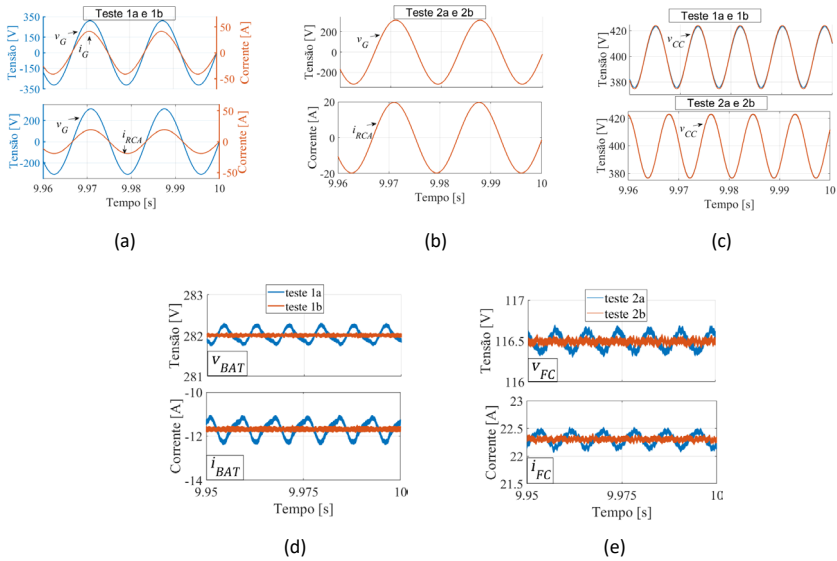 Teste 1a e 1b
Tensão [V]
350
150
0
-150
-350
v_G
i_G
50
0
-50
Corrente [A]
Tensão [V]
200
0
-200
v_G
i_RCA
50
0
-50
Corrente [A]
9.96 9.97 9.98 9.99 10
Tempo [s]
(a)
Teste 2a e 2b
Tensão [V]
200
0
-200
v_G
Corrente [A]
20
0
-20
i_RCA
9.96 9.97 9.98 9.99 10
Tempo [s]
(b)
Teste 1a e 1b
Tensão [V]
420
400
380
v_CC
Teste 2a e 2b
Tensão [V]
420
400
380
v_CC
9.96 9.97 9.98 9.99 10
Tempo [s]
(c)
teste 1a
teste 1b
Tensão [V]
283
282
281
v_BAT
Corrente [A]
-10
-12
-14
i_BAT
9.95 9.975 10
Tempo [s]
(d)
teste 2a
teste 2b
Tensão [V]
117
116.5
116
v_FC
Corrente [A]
23
22.5
22
21.5
i_FC
9.95 9.975 10
Tempo [s]
(e)